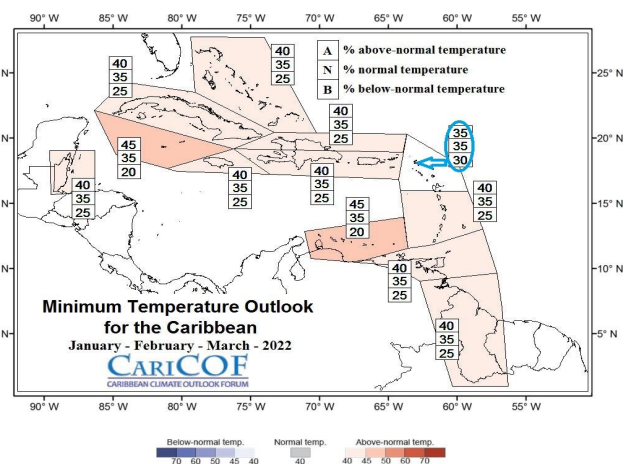 90° W 85° W 80° W 75° W 70° W 65° W 60° W 55° W
A % above-normal temperature
N % normal temperature
B % below-normal temperature
40
35
25
40
35
25
40
35
25
35
35
30
45
35
20
40
35
25
40
35
25
40
35
25
40
35
25
45
35
20
40
35
25
40
35
25
N
N
N
N
N
25° N
20° N
15° N
10° N
5° N
Minimum Temperature Outlook
for the Caribbean
January - February - March - 2022
CARICOF
CARIBBEAN CLIMATE OUTLOOK FORUM
90° W 85° W 80° W 75° W 70° W 65° W 60° W 55° W
Below-normal temp. Normal temp. Above-normal temp.
70 60 50 45 40 40 40 45 50 60 70